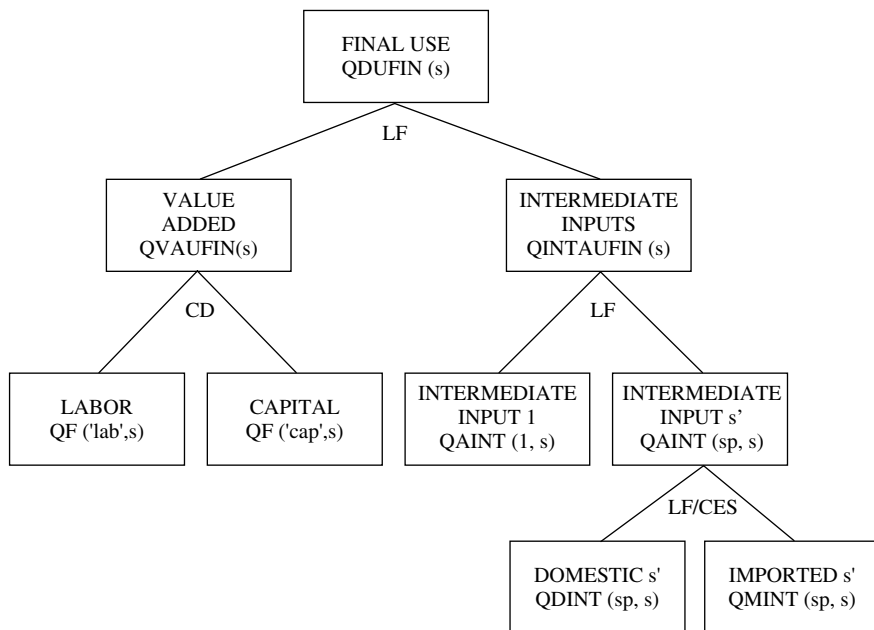 FINAL USE
QDUFIN (s)
LF
VALUE
ADDED
QVAUFIN(s)
INTERMEDIATE
INPUTS
QINTAUFIN (s)
CD
LF
LABOR
QF ('lab',s)
CAPITAL
QF ('cap',s)
INTERMEDIATE
INPUT 1
QAINT (1, s)
INTERMEDIATE
INPUT s’
QAINT (sp, s)
LF/CES
DOMESTIC s'
QDINT (sp, s)
IMPORTED s'
QMINT (sp, s)